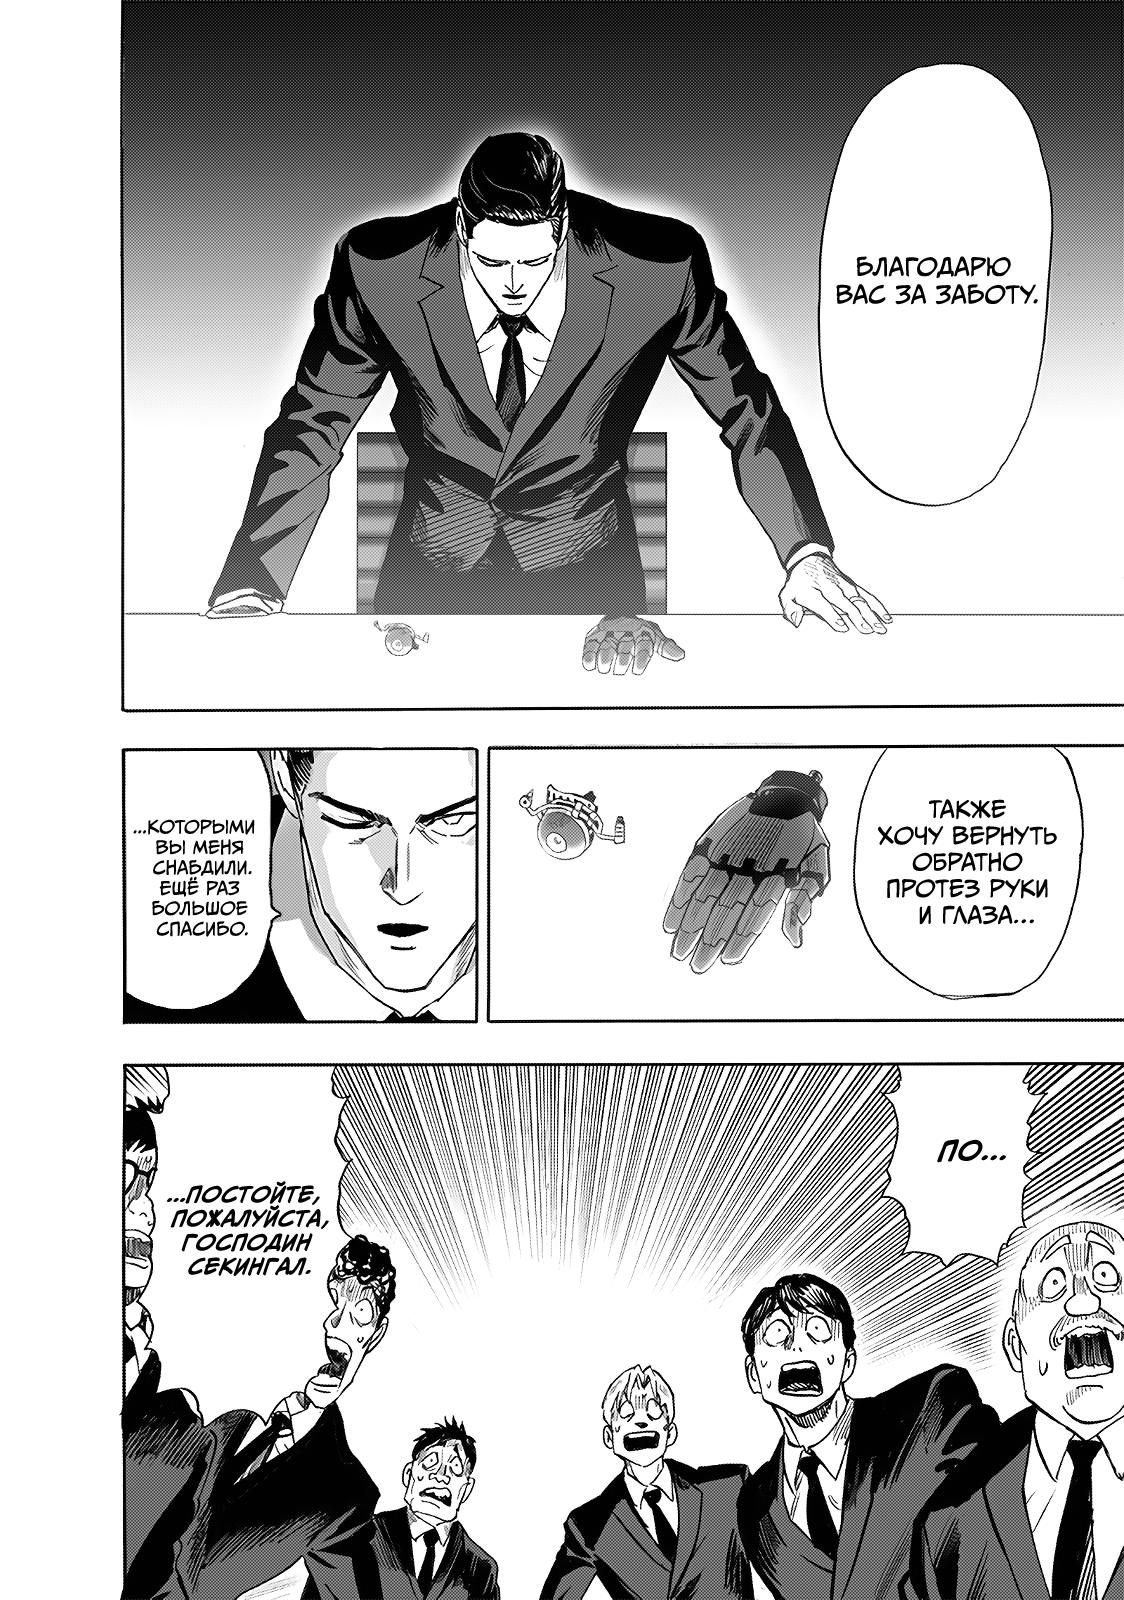 БЛАГОДАРЮ
ВАС ЗА ЗАБОТУ.
ТАКЖЕ
ХОЧУ ВЕРНУТЬ
ОБРАТНО
ПРОТЕЗ РУКИ
И ГЛАЗА...
...КОТОРЫМИ
ВЫ МЕНЯ
СНАБДИЛИ.
ЕЩЁ РАЗ
БОЛЬШОЕ
СПАСИБО.
ПО...
...ПОСТОЙТЕ,
ПОЖАЛУЙСТА,
ГОСПОДИН
СЕКИНГАЛ.